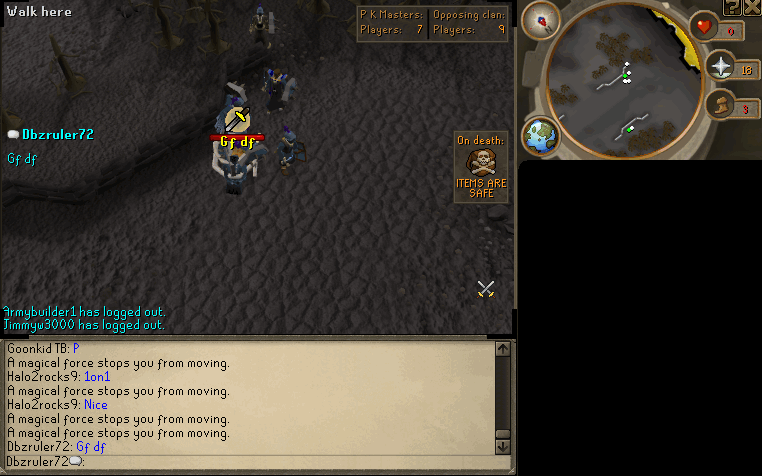 Walk here
P K Masters: Opposing clan:
Players: 7 Players: 9
0
18
3
Dbzruler72
Gf df
Gf df
On death:
ITEMS ARE
SAFE
Armybuilder1 has logged out.
Jimmyw3000 has logged out.
Goonkid TB: P
A magical force stops you from moving.
Halo2rocks9: 1on1
A magical force stops you from moving.
Halo2rocks9: Nice
A magical force stops you from moving.
A magical force stops you from moving.
Dbzruler72: Gf df
Dbzruler72: